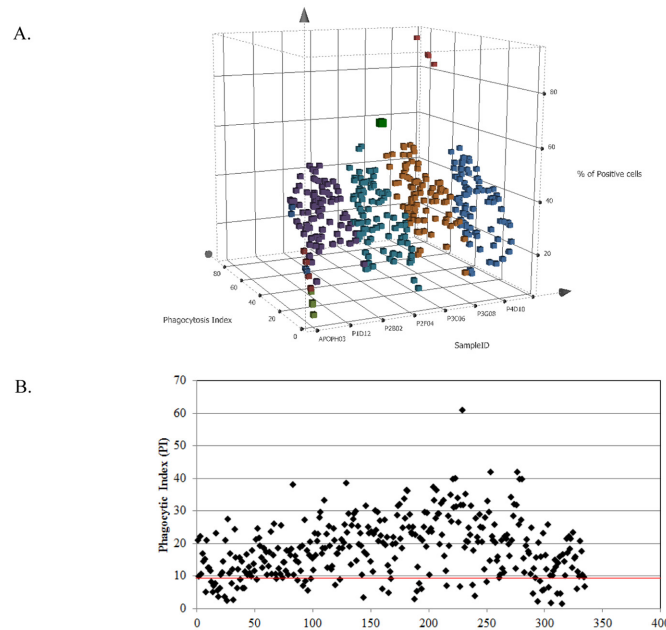 A.
80
60
40
20
% of Positive cells
80
60
40
20
0
Phagocytosis Index
APOPH03
P1D12
P2B02
P2F04
P3C06
P3G08
P4D10
SampleID
B.
70
60
50
40
30
20
10
0
Phagocytic Index (PI)
0
50
100
150
200
250
300
350
400